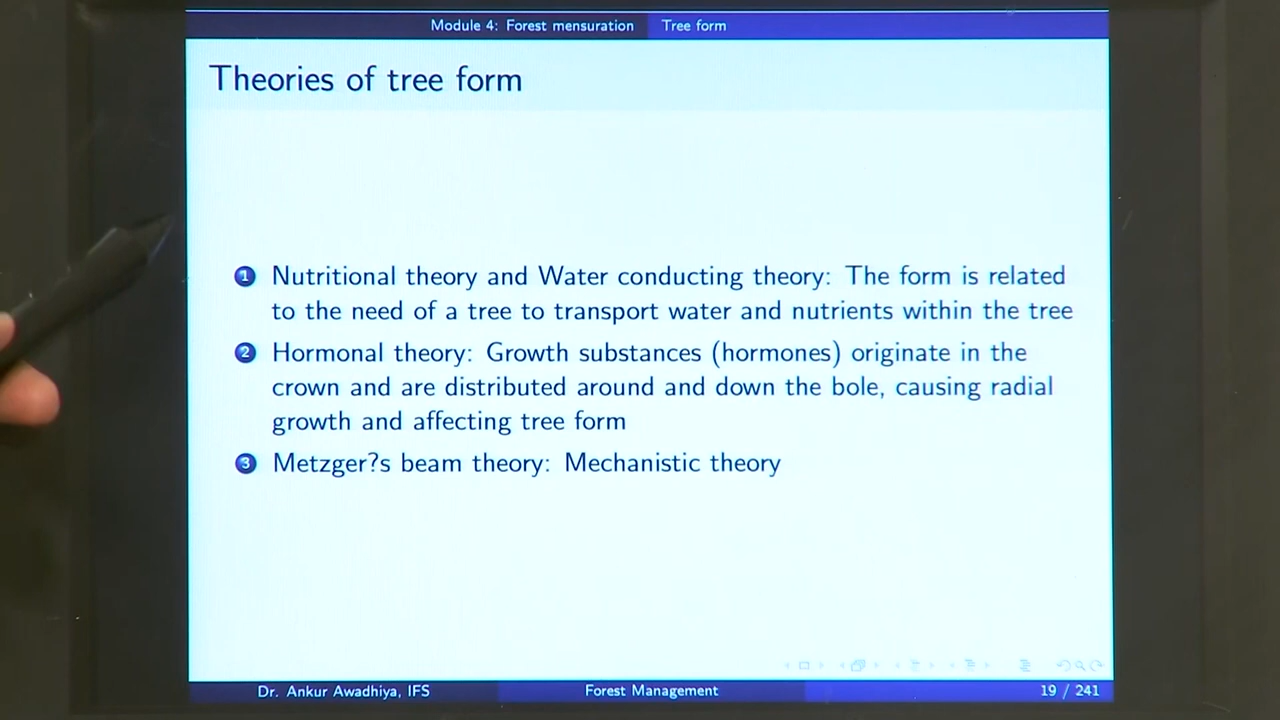 Module 4: Forest mensuration Tree form
Theories of tree form
1 Nutritional theory and Water conducting theory: The form is related
to the need of a tree to transport water and nutrients within the tree
2 Hormonal theory: Growth substances (hormones) originate in the
crown and are distributed around and down the bole, causing radial
growth and affecting tree form
3 Metzger?s beam theory: Mechanistic theory
Dr. Ankur Awadhiya, IFS Forest Management 19 / 241